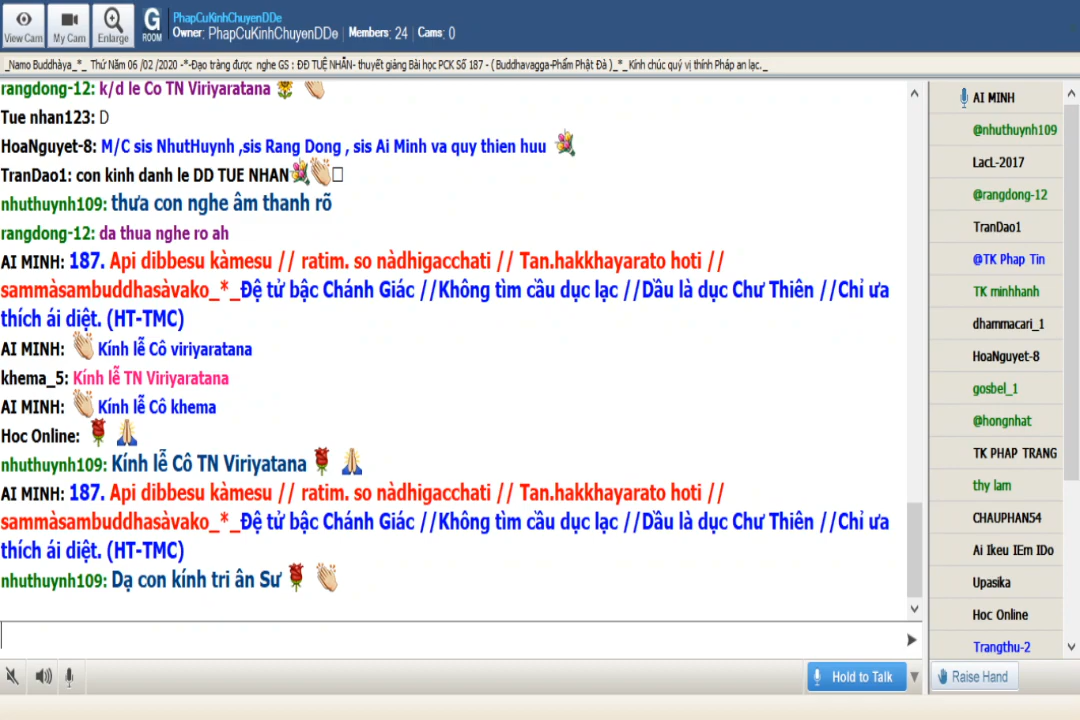 PhapCuKinhChuyenDDe
Owner: PhapCuKinhChuyenDDe | Members: 24 | Cams: 0
View Cam
My Cam
Enlarge
G
ROOM
_Namo Buddhàya_*_ Thứ Năm 06 /02 /2020 -*-Đạo tràng được nghe GS : ĐĐ TUỆ NHÂN- thuyết giảng Bài học PCK Số 187 - ( Buddhavagga-Phẩm Phật Đà )_*_Kính chúc quý vị thính Pháp an lạc._
rangdong-12: k/d le Co TN Viriyaratana 🌻 👏
Tue nhan123: D
HoaNguyet-8: M/C sis NhutHuynh ,sis Rang Dong , sis Ai Minh va quy thien huu 💐
TranDao1: con kinh danh le DD TUE NHAN💐👏
nhuthuynh109: thưa con nghe âm thanh rõ
rangdong-12: da thua nghe ro ah
AI MINH: 187. Api dibbesu kàmesu // ratim. so nàdhigacchati // Tan.hakkhayarato hoti //
sammàsambuddhasàvako_*_Đệ tử bậc Chánh Giác //Không tìm cầu dục lạc //Dầu là dục Chư Thiên //Chỉ ưa
thích ái diệt. (HT-TMC)
AI MINH: 👏 Kính lễ Cô viriyaratana
khema_5: Kính lễ TN Viriyaratana
AI MINH: 👏 Kính lễ Cô khema
Hoc Online: 🌹 🙏
nhuthuynh109: Kính lễ Cô TN Viriyatana 🌹 🙏
AI MINH: 187. Api dibbesu kàmesu // ratim. so nàdhigacchati // Tan.hakkhayarato hoti //
sammàsambuddhasàvako_*_Đệ tử bậc Chánh Giác //Không tìm cầu dục lạc //Dầu là dục Chư Thiên //Chỉ ưa
thích ái diệt. (HT-TMC)
nhuthuynh109: Dạ con kính tri ân Sư 🌹 👏
AI MINH
@nhuthuynh109
LacL-2017
@rangdong-12
TranDao1
@TK Phap Tin
TK minhhanh
dhammacari_1
HoaNguyet-8
gosbel_1
@hongnhat
TK PHAP TRANG
thy lam
CHAUPHAN54
Ai Ikeu IEm IDo
Upasika
Hoc Online
Trangthu-2
Hold to Talk
Raise Hand